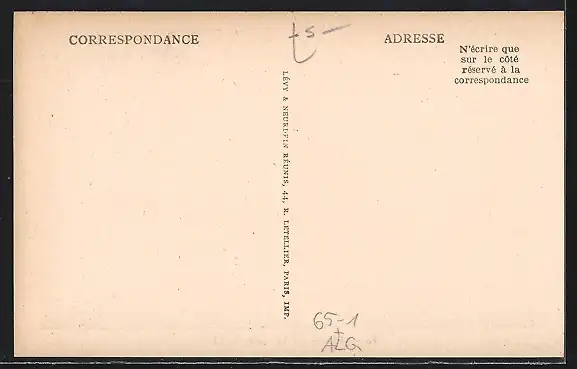 CORRESPONDANCE
ts —
ADRESSE
N'écrire que
sur le côté
réservé à la
correspondance
LÉVY & NEURDEIN RÉUNIS, 44, R. LETELLIER, PARIS, IMP.
65-1
+
ALG